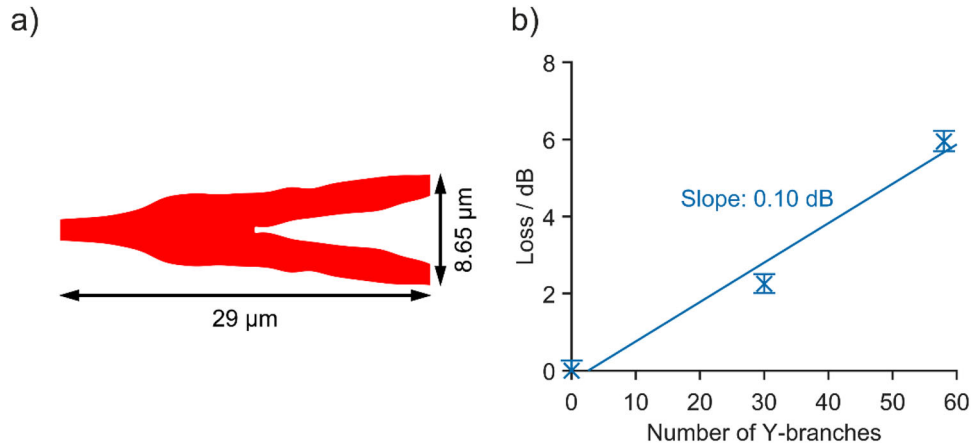 a)
8.65 µm
29 µm
b)
8
6
4
2
0
Loss / dB
Slope: 0.10 dB
0 10 20 30 40 50 60
Number of Y-branches